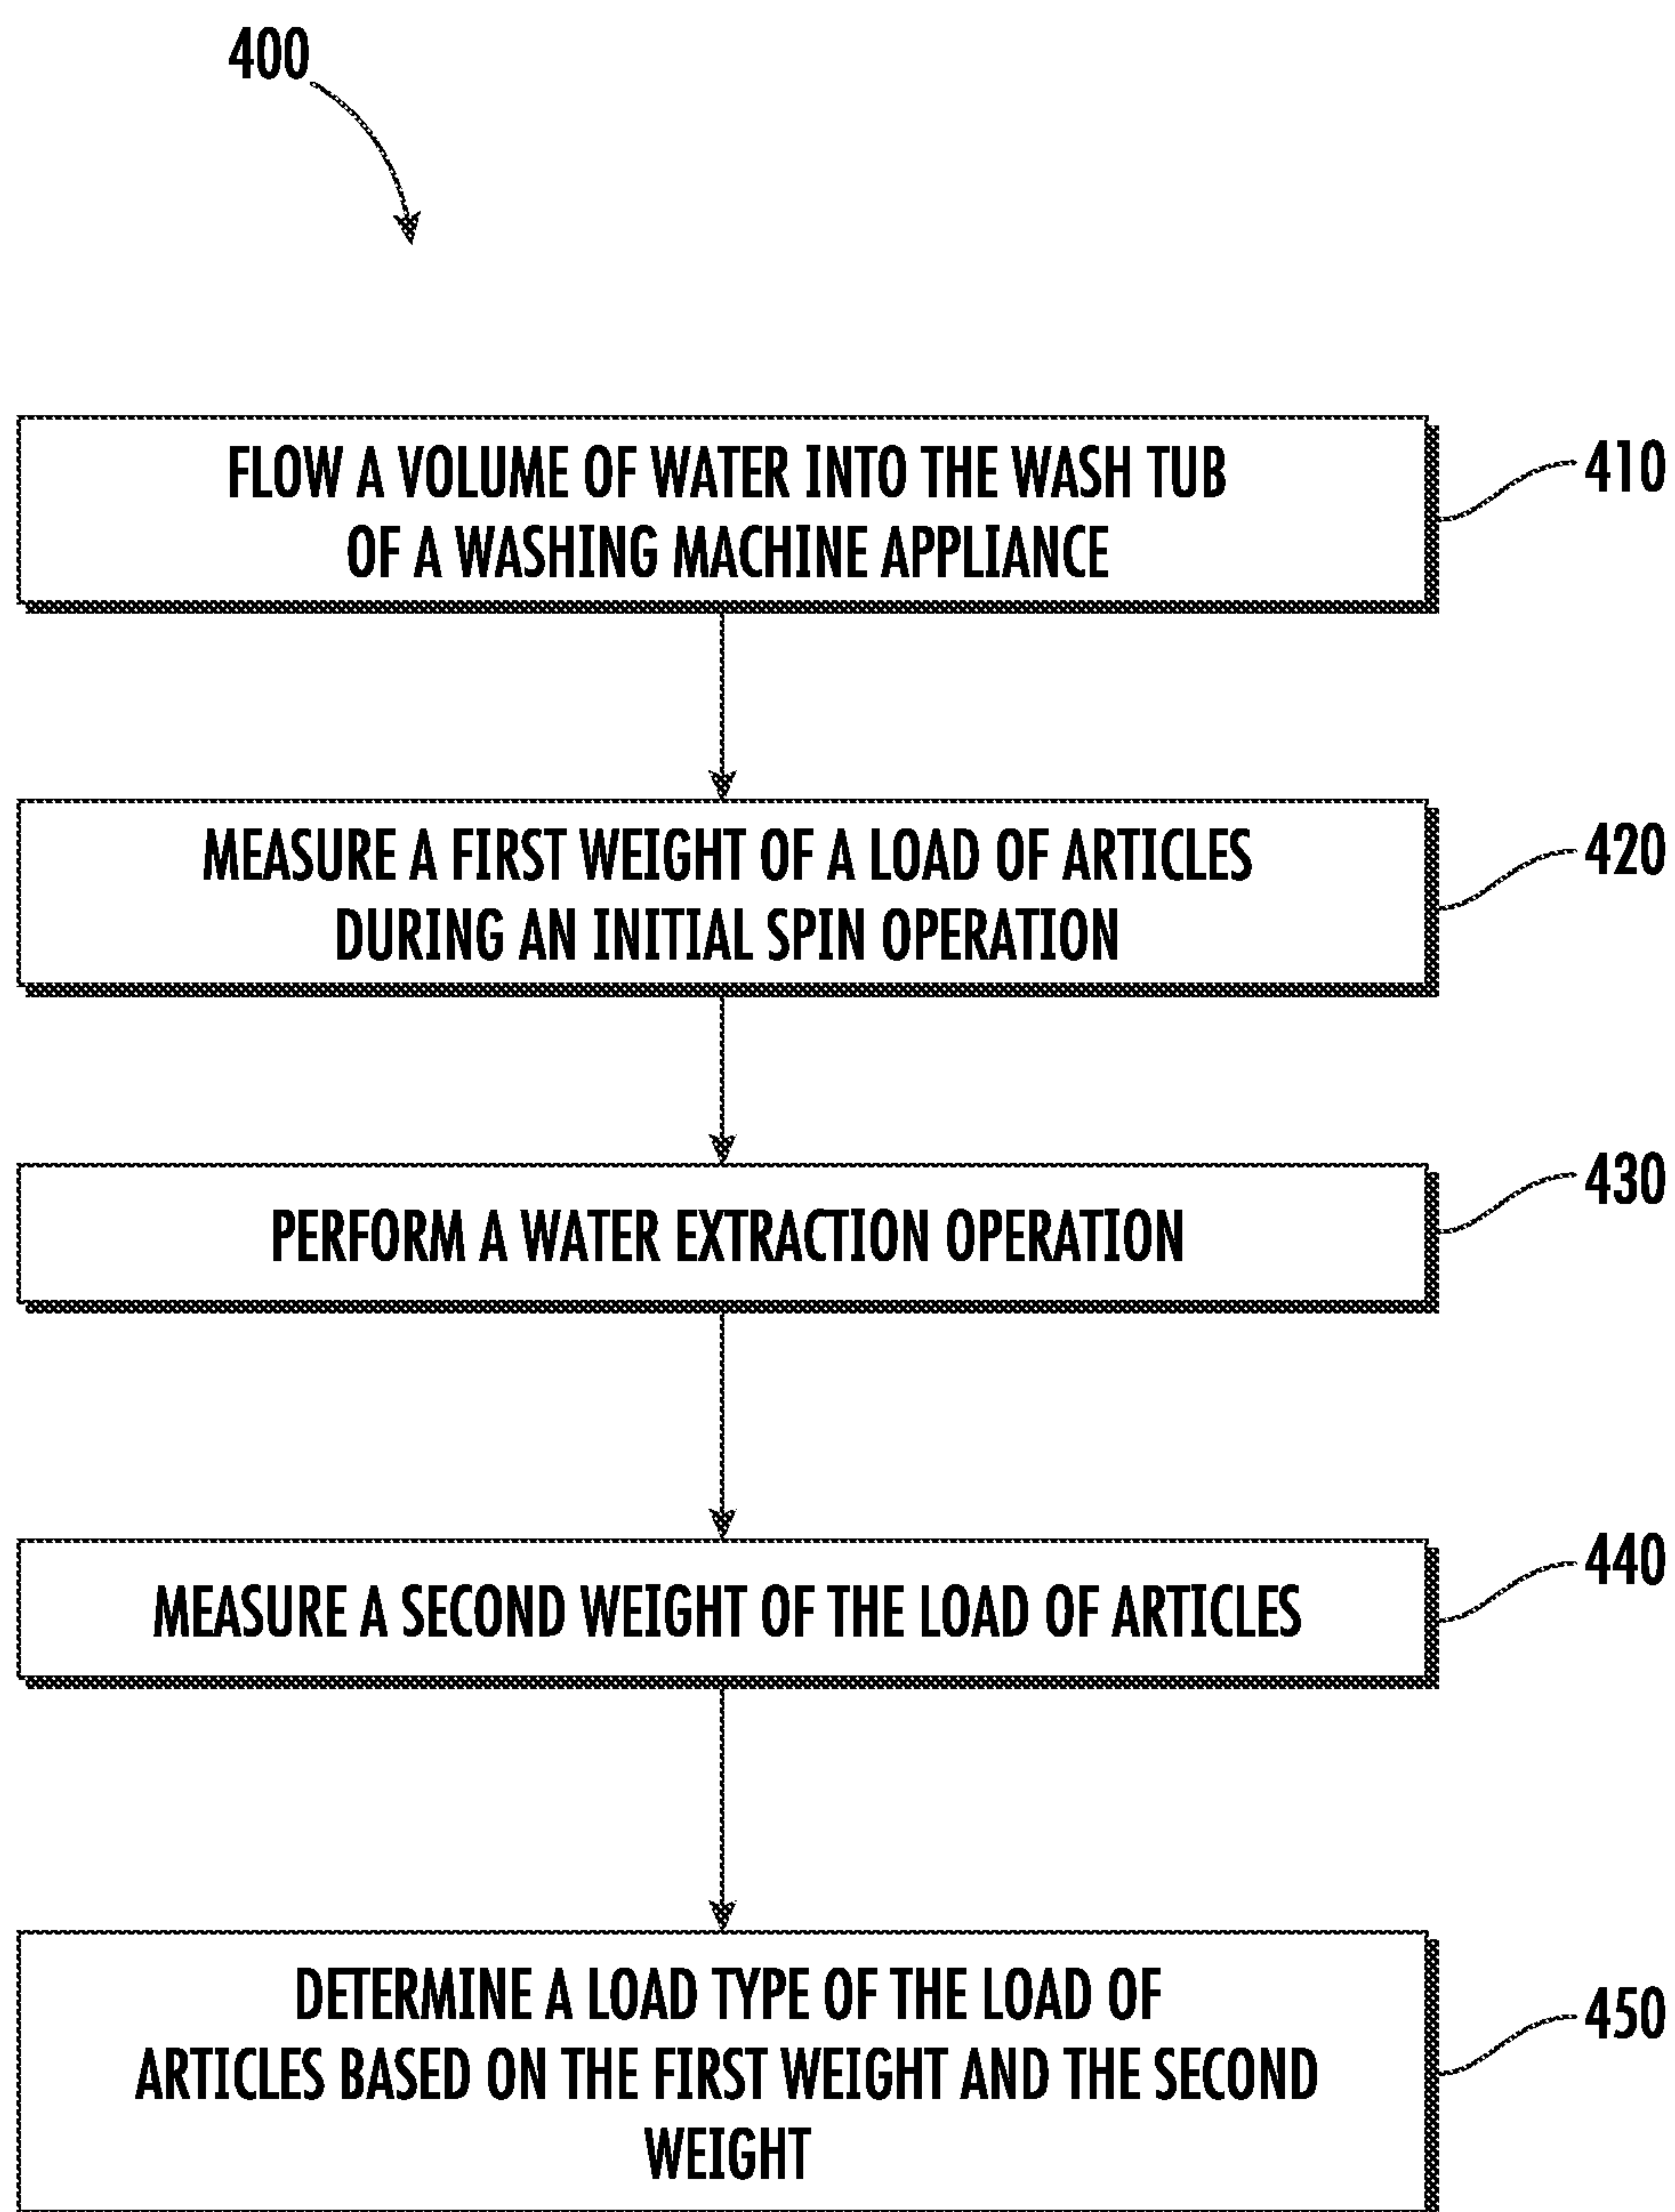 400
FLOW A VOLUME OF WATER INTO THE WASH TUB
OF A WASHING MACHINE APPLIANCE
410
MEASURE A FIRST WEIGHT OF A LOAD OF ARTICLES
DURING AN INITIAL SPIN OPERATION
420
PERFORM A WATER EXTRACTION OPERATION
430
MEASURE A SECOND WEIGHT OF THE LOAD OF ARTICLES
440
DETERMINE A LOAD TYPE OF THE LOAD OF
ARTICLES BASED ON THE FIRST WEIGHT AND THE SECOND
WEIGHT
450